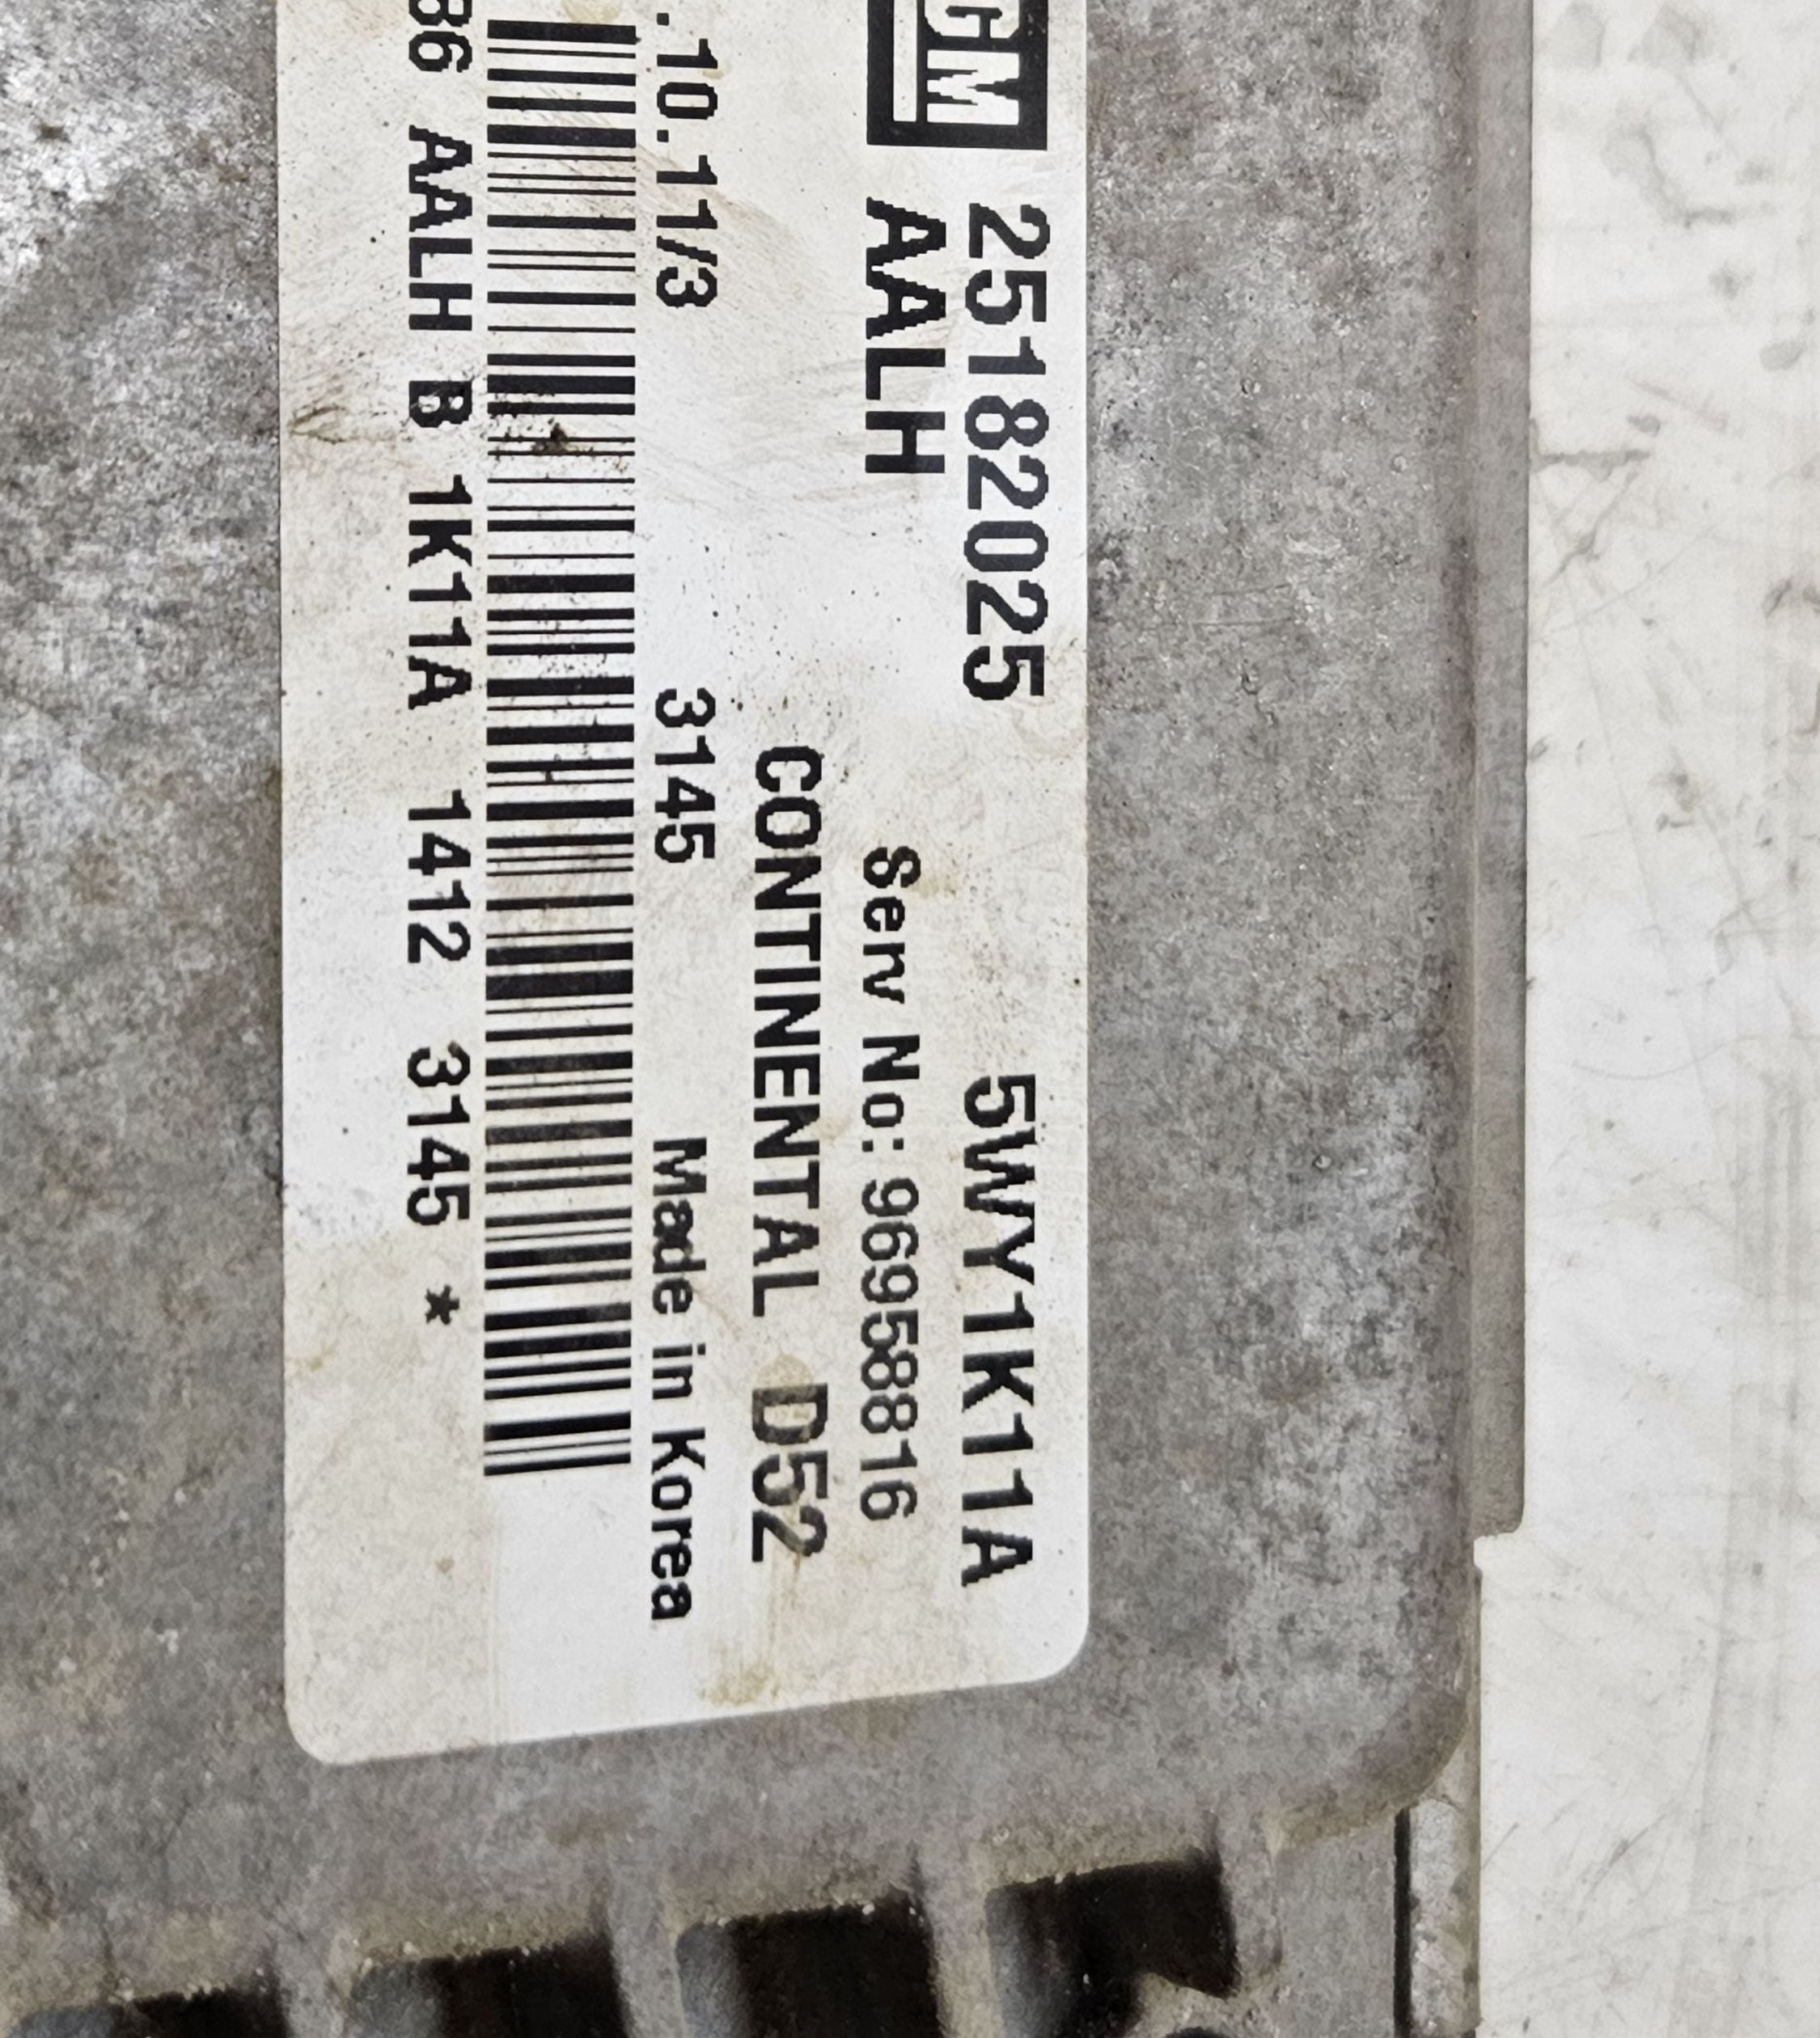 GM 25182025 5WY1K11A
AALH Serv No: 96958816
CONTINENTAL D52
.10.11/3 3145 Made in Korea
86 AALH B 1K11A 1412 3145 *